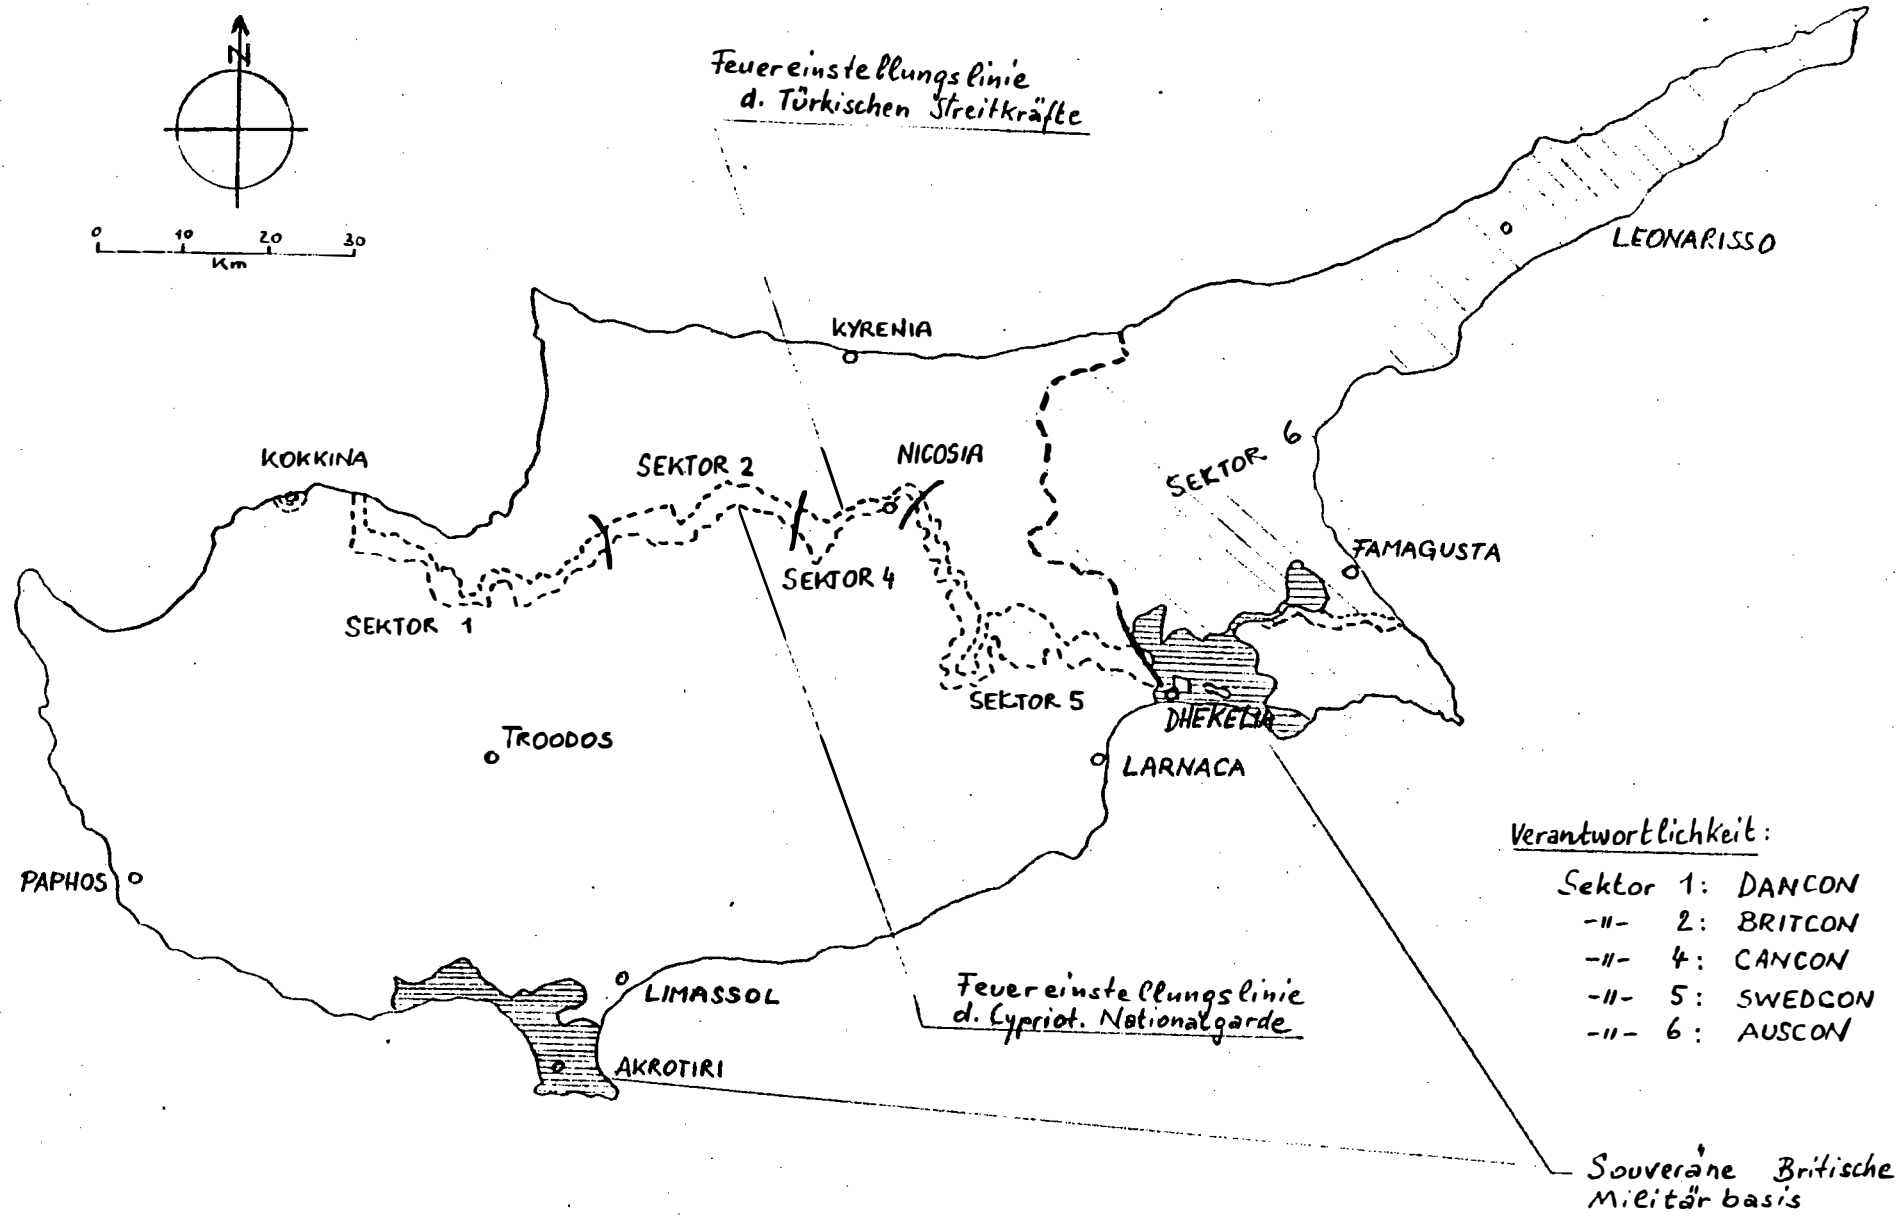 N
Feuereinstellungslinie
d. Türkischen Streitkräfte
0 10 20 30
Km
LEONARISSO
KYRENIA
KOKKINA
SEKTOR 2
NICOSIA
SEKTOR 6
FAMAGUSTA
SEKTOR 4
SEKTOR 1
SEKTOR 5
DHEKELIA
TROODOS
LARNACA
PAPHOS
LIMASSOL
AKROTIRI
Feuereinstellungslinie
d. Cypriot. Nationalgarde
Verantwortlichkeit:
Sektor 1: DANCON
-"- 2: BRITCON
-"- 4: CANCON
-"- 5: SWEDCON
-"- 6: AUSCON
Souveräne Britische
Militärbasis